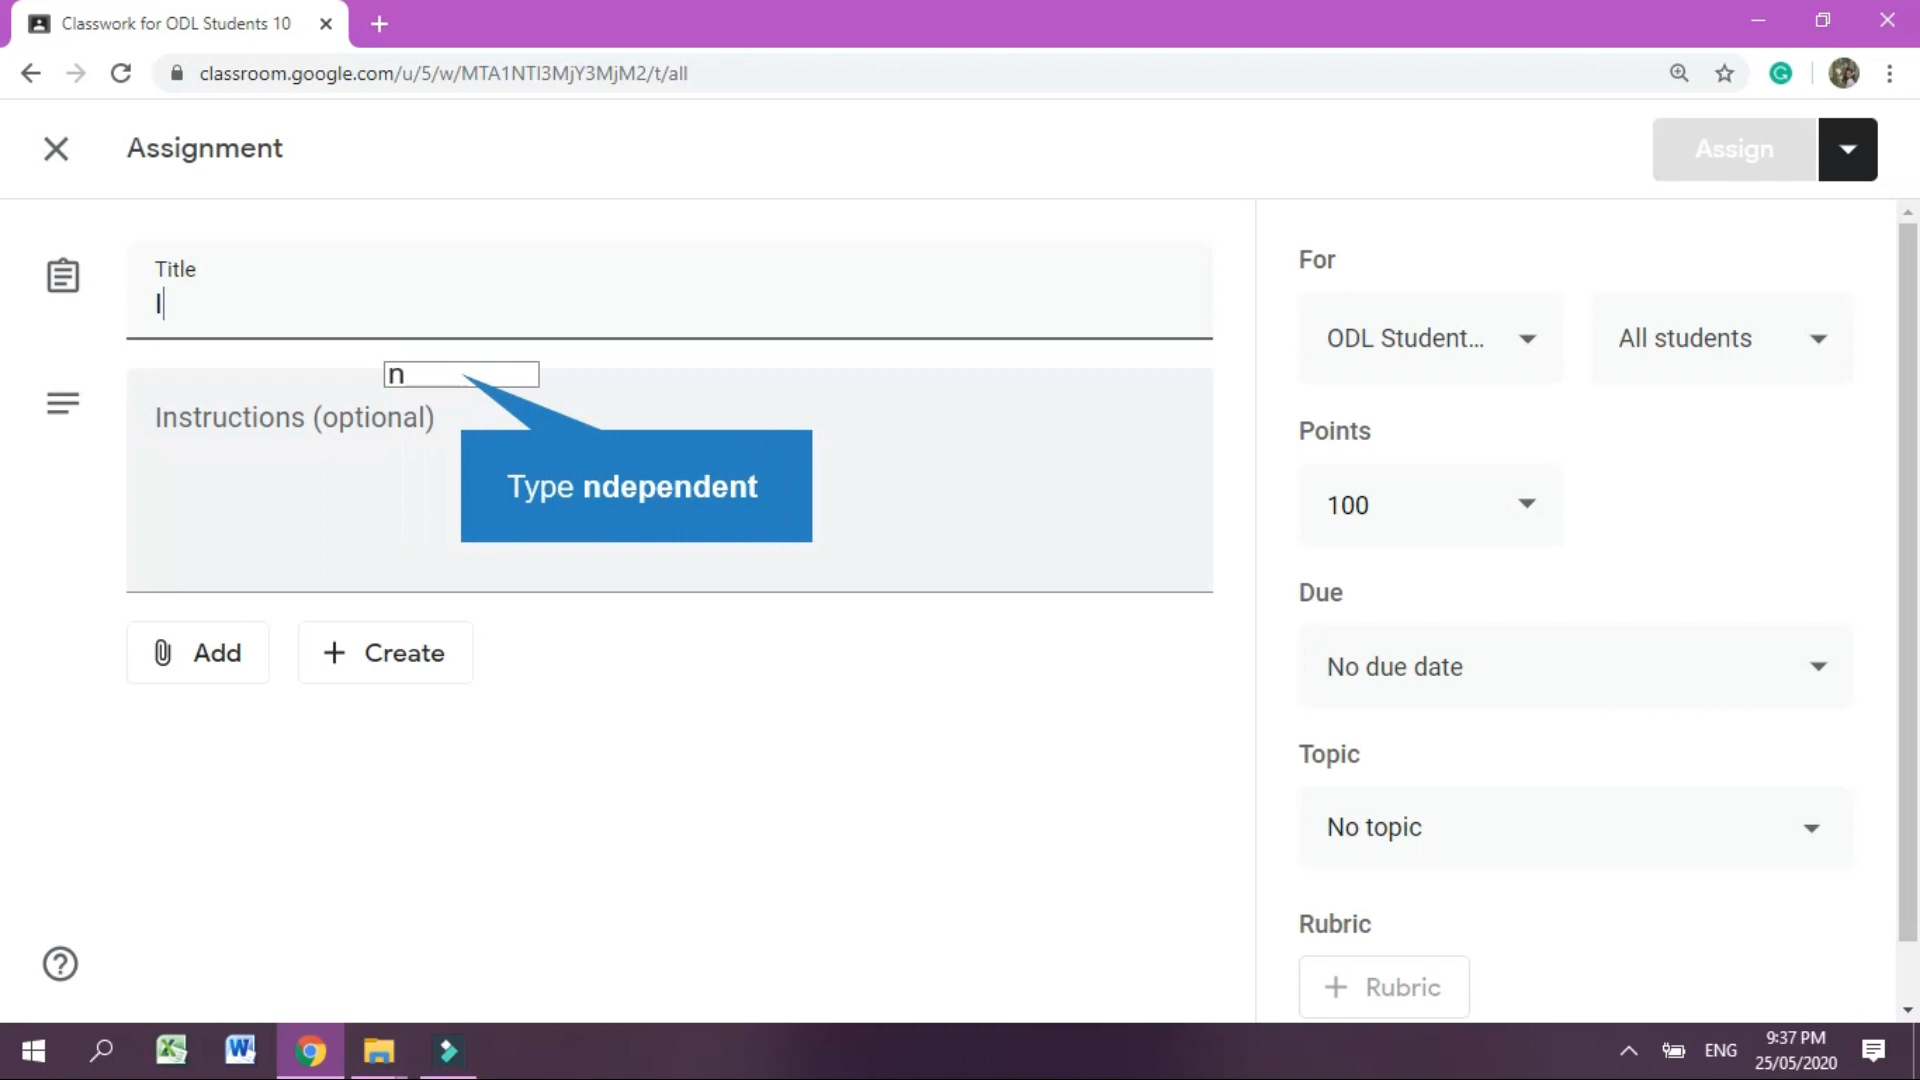 Classwork for ODL Students 10
classroom.google.com/u/5/w/MTA1NTI3MjY3MjM2/t/all
Assignment
Assign
Title
I
n
Instructions (optional)
Type ndependent
Add
Create
For
ODL Student...
All students
Points
100
Due
No due date
Topic
No topic
Rubric
Rubric
ENG
9:37 PM
25/05/2020